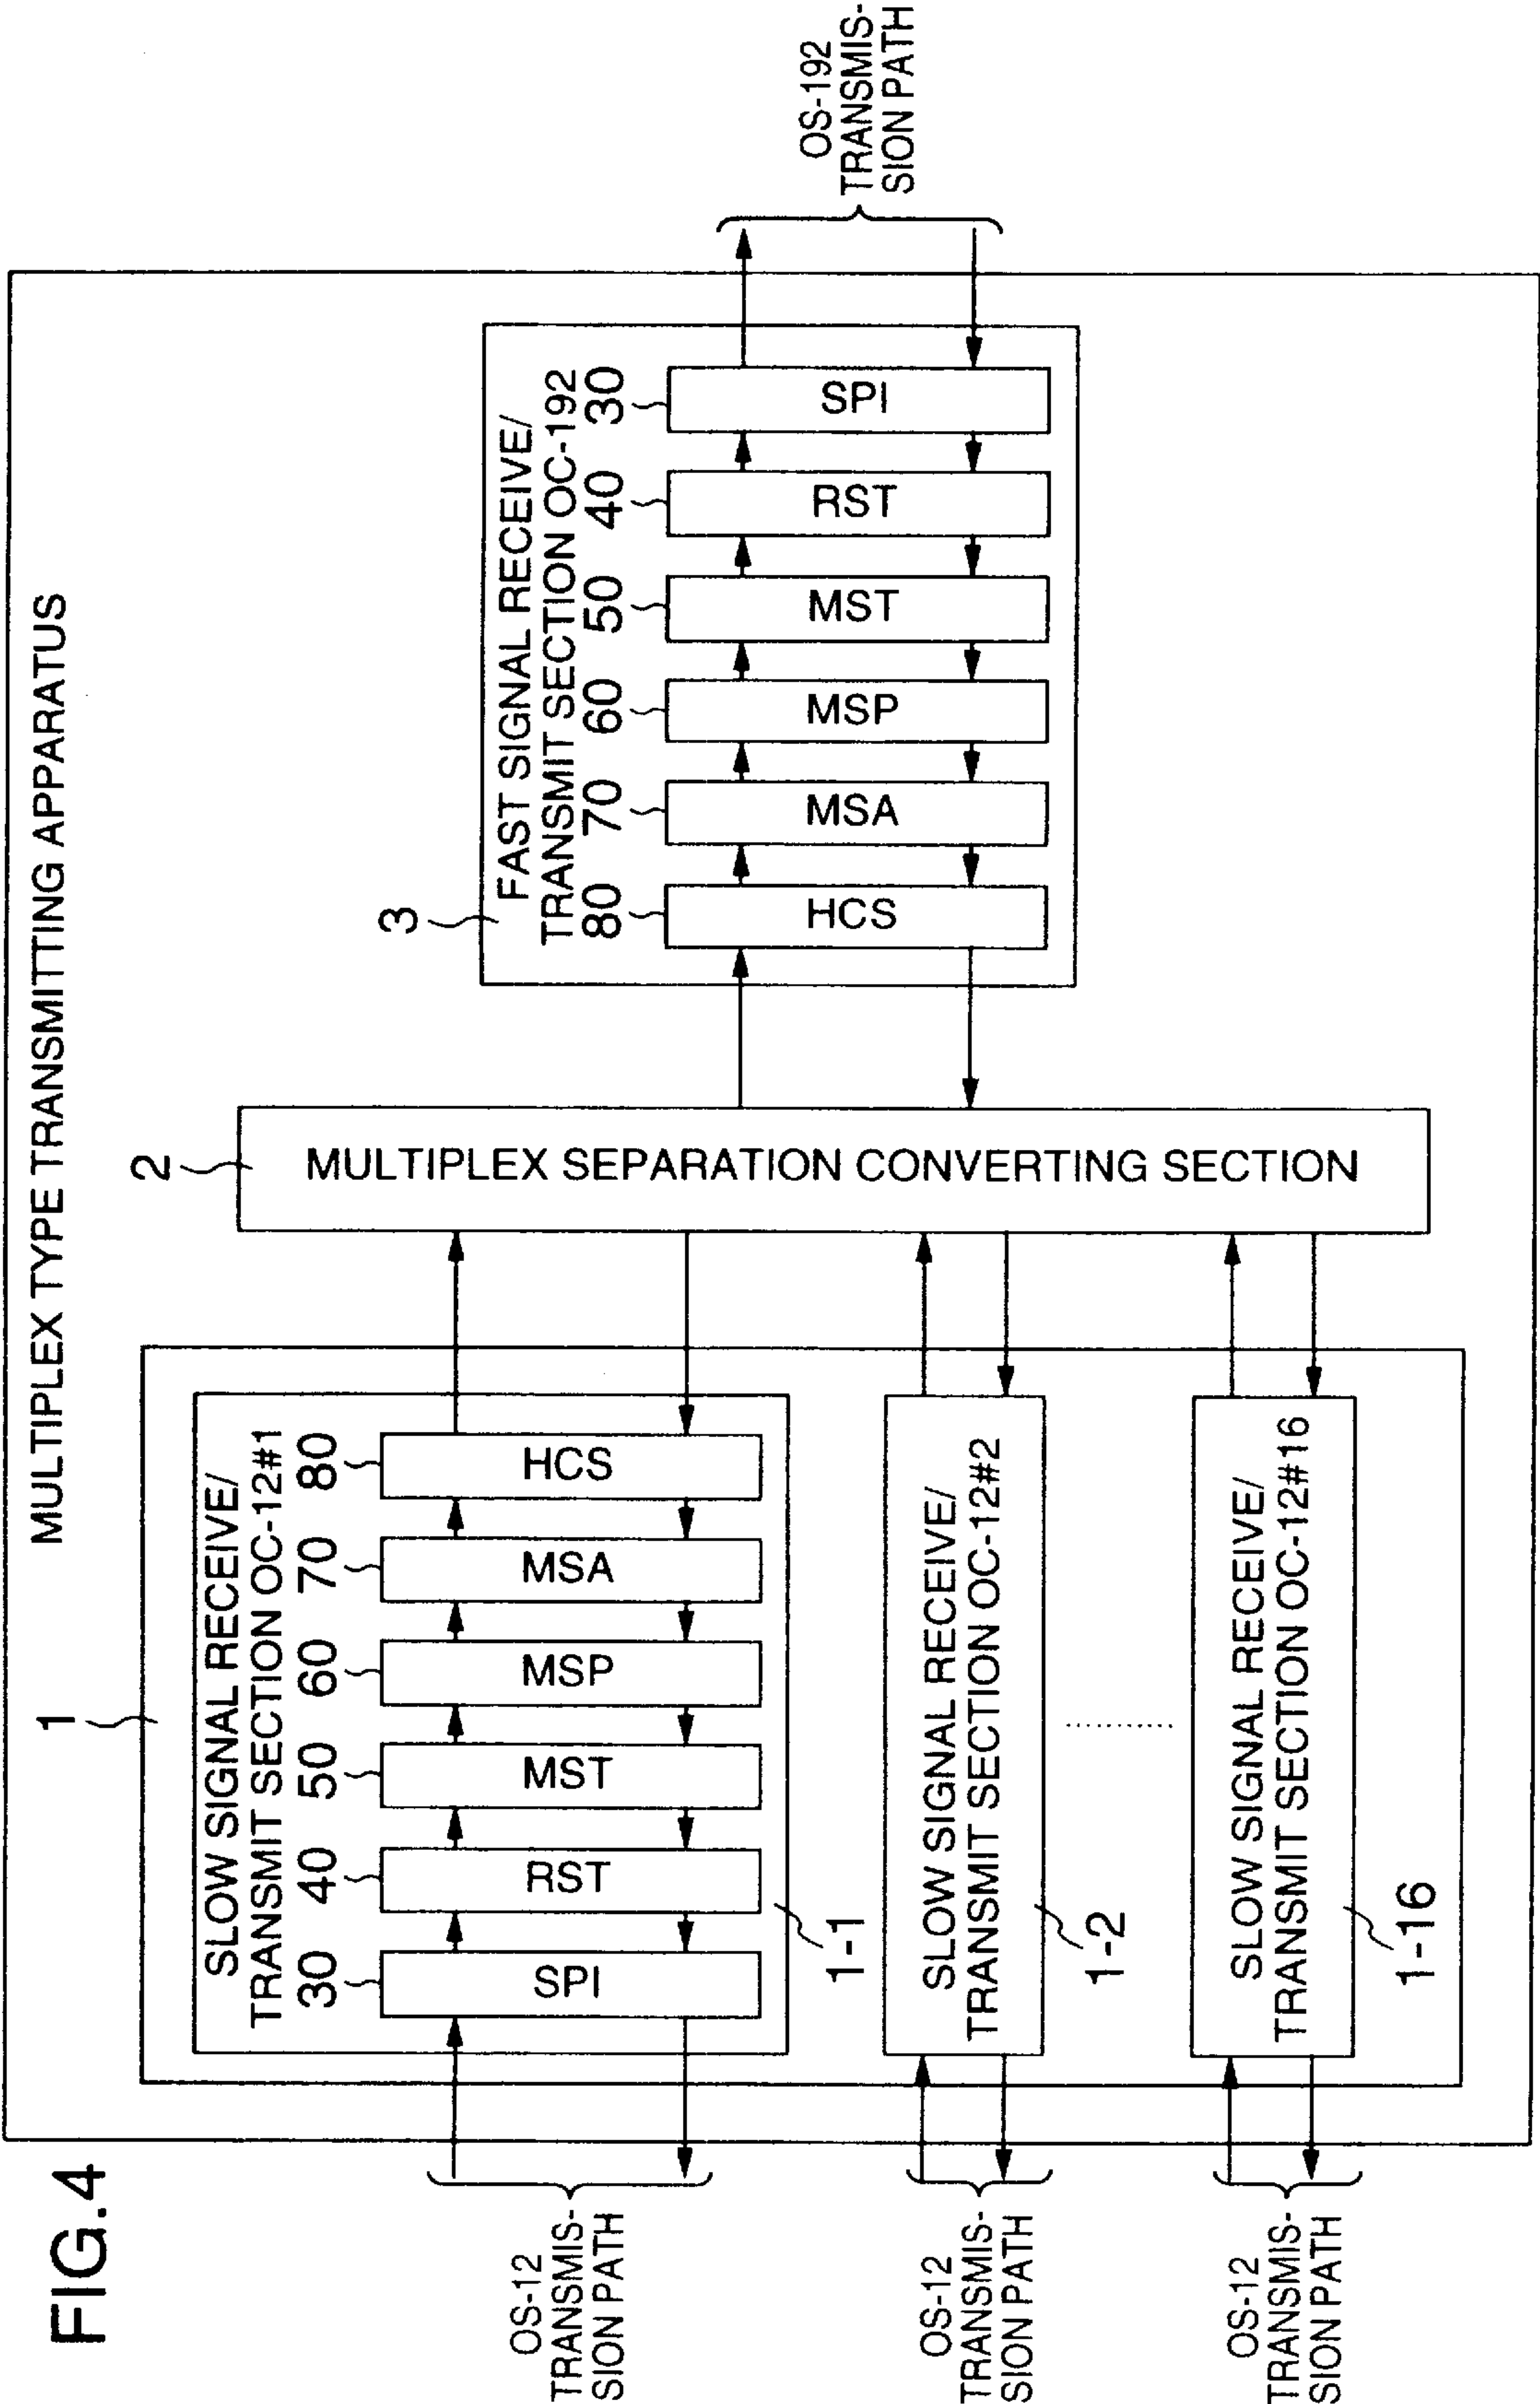 FIG.4
MULTIPLEX TYPE TRANSMITTING APPARATUS
1
SLOW SIGNAL RECEIVE/
TRANSMIT SECTION OC-12#1
30
40
50
60
70
80
SPI
RST
MST
MSP
MSA
HCS
1-1
OS-12
TRANSMIS-
SION PATH
SLOW SIGNAL RECEIVE/
TRANSMIT SECTION OC-12#2
1-2
OS-12
TRANSMIS-
SION PATH
SLOW SIGNAL RECEIVE/
TRANSMIT SECTION OC-12#16
1-16
OS-12
TRANSMIS-
SION PATH
2
MULTIPLEX SEPARATION CONVERTING SECTION
3
FAST SIGNAL RECEIVE/
TRANSMIT SECTION OC-192
80
70
60
50
40
30
HCS
MSA
MSP
MST
RST
SPI
OS-192
TRANSMIS-
SION PATH